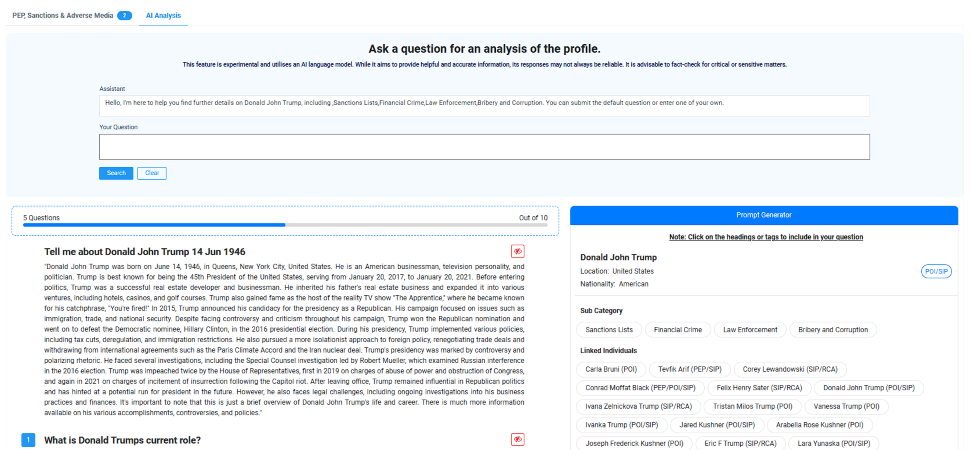 PEP, Sanctions & Adverse Media 2 AI Analysis
Ask a question for an analysis of the profile.
This feature is experimental and utilises an AI language model. While it aims to provide helpful and accurate information, its responses may not always be reliable. It is advisable to fact-check for critical or sensitive matters.
Assistant
Hello, I'm here to help you find further details on Donald John Trump, including ,Sanctions Lists,Financial Crime,Law Enforcement,Bribery and Corruption. You can submit the default question or enter one of your own.
Your Question
Search Clear
5 Questions Out of 10
Tell me about Donald John Trump 14 Jun 1946
"Donald John Trump was born on June 14, 1946, in Queens, New York City, United States. He is an American businessman, television personality, and
politician. Trump is best known for being the 45th President of the United States, serving from January 20, 2017, to January 20, 2021. Before entering
politics, Trump was a successful real estate developer and businessman. He inherited his father's real estate business and expanded it into various
ventures, including hotels, casinos, and golf courses. Trump also gained fame as the host of the reality TV show "The Apprentice," where he became known
for his catchphrase, "You're fired!" In 2015, Trump announced his candidacy for the presidency as a Republican. His campaign focused on issues such as
immigration, trade, and national security. Despite facing controversy and criticism throughout his campaign, Trump won the Republican nomination and
went on to defeat the Democratic nominee, Hillary Clinton, in the 2016 presidential election. During his presidency, Trump implemented various policies,
including tax cuts, deregulation, and immigration restrictions. He also pursued a more isolationist approach to foreign policy, renegotiating trade deals and
withdrawing from international agreements such as the Paris Climate Accord and the Iran nuclear deal. Trump's presidency was marked by controversy and
polarizing rhetoric. He faced several investigations, including the Special Counsel investigation led by Robert Mueller, which examined Russian interference
in the 2016 election. Trump was impeached twice by the House of Representatives, first in 2019 on charges of abuse of power and obstruction of Congress,
and again in 2021 on charges of incitement of insurrection following the Capitol riot. After leaving office, Trump remained influential in Republican politics
and has hinted at a potential run for president in the future. However, he also faces legal challenges, including ongoing investigations into his business
practices and finances. It's important to note that this is just a brief overview of Donald John Trump's life and career. There is much more information
available on his various accomplishments, controversies, and policies."
1 What is Donald Trumps current role?
Prompt Generator
Note: Click on the headings or tags to include in your question
Donald John Trump
Location: United States
POI/SIP
Nationality: American
Sub Category
Sanctions Lists Financial Crime Law Enforcement Bribery and Corruption
Linked Individuals
Carla Bruni (POI) Tevfik Arif (PEP/SIP) Corey Lewandowski (SIP/RCA)
Conrad Moffat Black (PEP/POI/SIP) Felix Henry Sater (SIP/RCA) Donald John Trump (POI/SIP)
Ivana Zelnickova Trump (SIP/RCA) Tristan Milos Trump (POI) Vanessa Trump (POI)
Ivanka Trump (POI/SIP) Jared Kushner (POI/SIP) Arabella Rose Kushner (POI)
Joseph Frederick Kushner (POI) Eric F Trump (SIP/RCA) Lara Yunaska (POI/SIP)